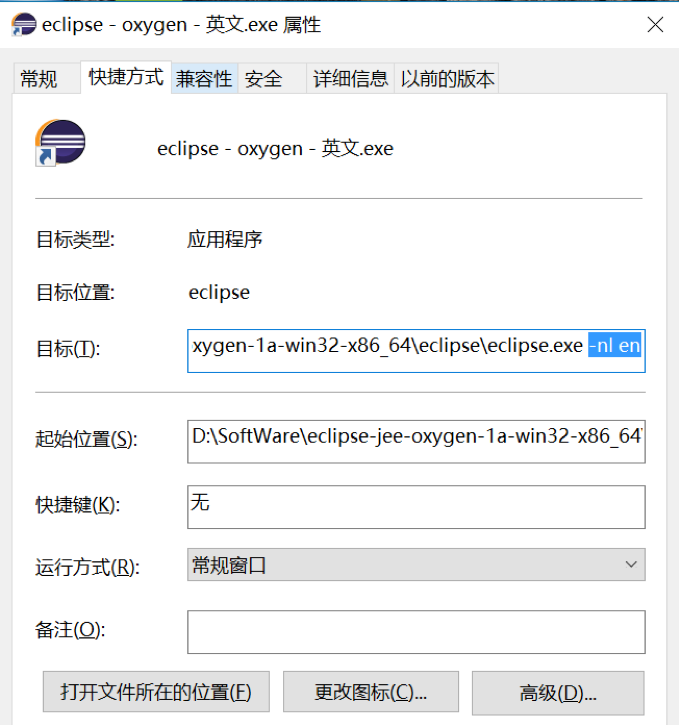 eclipse - oxygen - 英文.exe 属性
常规 快捷方式 兼容性 安全 详细信息 以前的版本
eclipse - oxygen - 英文.exe
目标类型: 应用程序
目标位置: eclipse
目标(T): xygen-1a-win32-x86_64\eclipse\eclipse.exe -nl en
起始位置(S): D:\SoftWare\eclipse-jee-oxygen-1a-win32-x86_64
快捷键(K): 无
运行方式(R): 常规窗口
备注(O):
打开文件所在的位置(F) 更改图标(C)... 高级(D)...